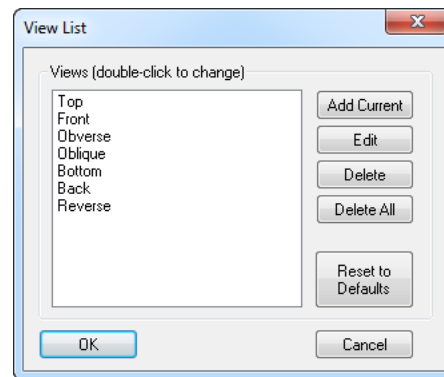 View List
Views (double-click to change)
Top
Front
Obverse
Oblique
Bottom
Back
Reverse
Add Current
Edit
Delete
Delete All
Reset to
Defaults
OK
Cancel